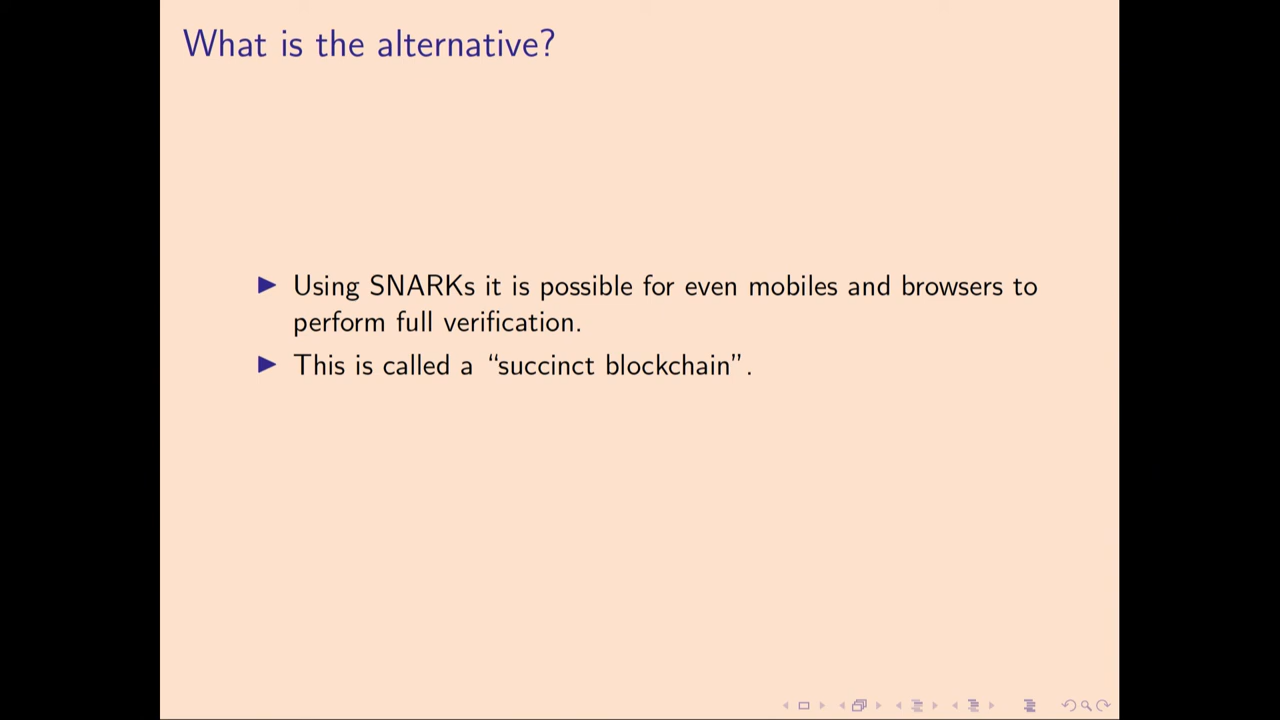 What is the alternative?
Using SNARKs it is possible for even mobiles and browsers to
perform full verification.
This is called a “succinct blockchain”.